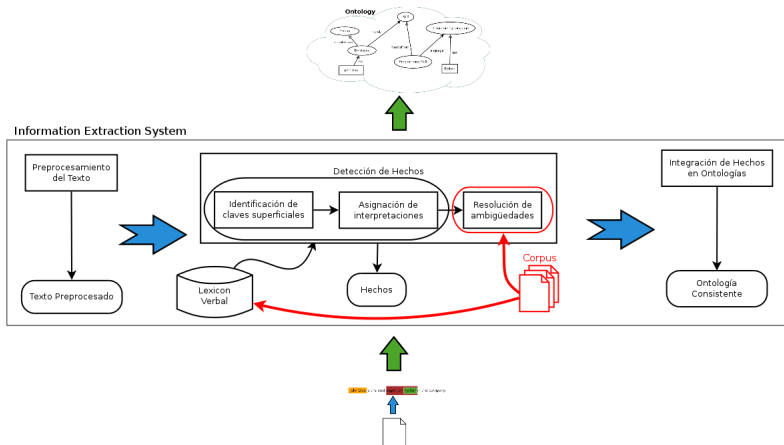 Ontology
Information Extraction System
Preprocesamiento
del Texto
Detección de Hechos
Identificación de
claves superficiales
Asignación de
interpretaciones
Resolución de
ambigüedades
Integración de Hechos
en Ontologías
Texto Preprocesado
Lexicon
Verbal
Hechos
Corpus
Ontología
Consistente